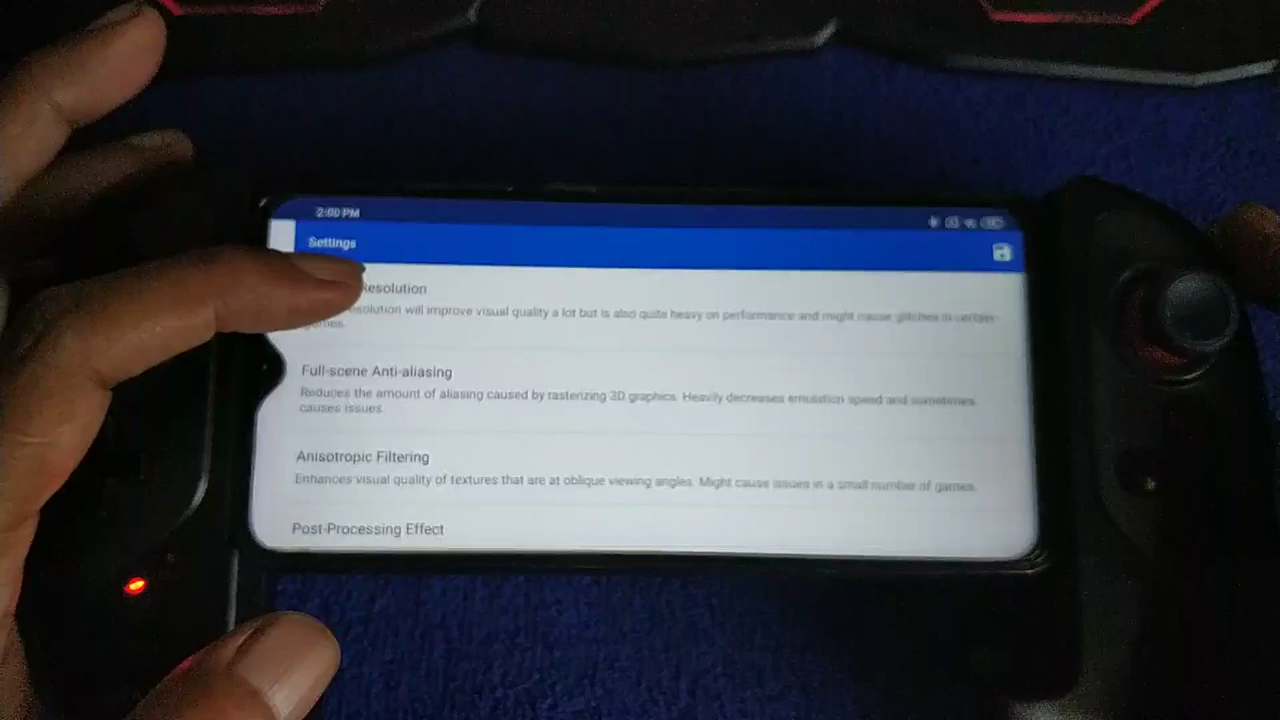 2:00 PM
Settings
Resolution
esolution will improve visual quality a lot but is also quite heavy on performance and might cause glitches in certain
games.
Full-scene Anti-aliasing
Reduces the amount of aliasing caused by rasterizing 3D graphics. Heavily decreases emulation speed and sometimes
causes issues.
Anisotropic Filtering
Enhances visual quality of textures that are at oblique viewing angles. Might cause issues in a small number of games.
Post-Processing Effect